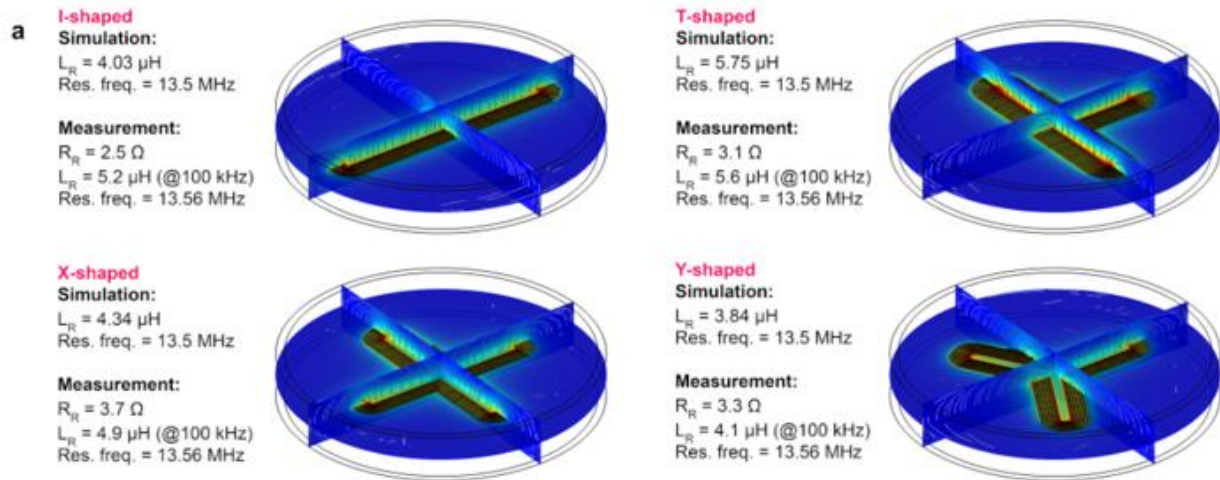 a
I-shaped
Simulation:
L_R = 4.03 µH
Res. freq. = 13.5 MHz
Measurement:
R_R = 2.5 Ω
L_R = 5.2 µH (@100 kHz)
Res. freq. = 13.56 MHz
T-shaped
Simulation:
L_R = 5.75 µH
Res. freq. = 13.5 MHz
Measurement:
R_R = 3.1 Ω
L_R = 5.6 µH (@100 kHz)
Res. freq. = 13.56 MHz
X-shaped
Simulation:
L_R = 4.34 µH
Res. freq. = 13.5 MHz
Measurement:
R_R = 3.7 Ω
L_R = 4.9 µH (@100 kHz)
Res. freq. = 13.56 MHz
Y-shaped
Simulation:
L_R = 3.84 µH
Res. freq. = 13.5 MHz
Measurement:
R_R = 3.3 Ω
L_R = 4.1 µH (@100 kHz)
Res. freq. = 13.56 MHz